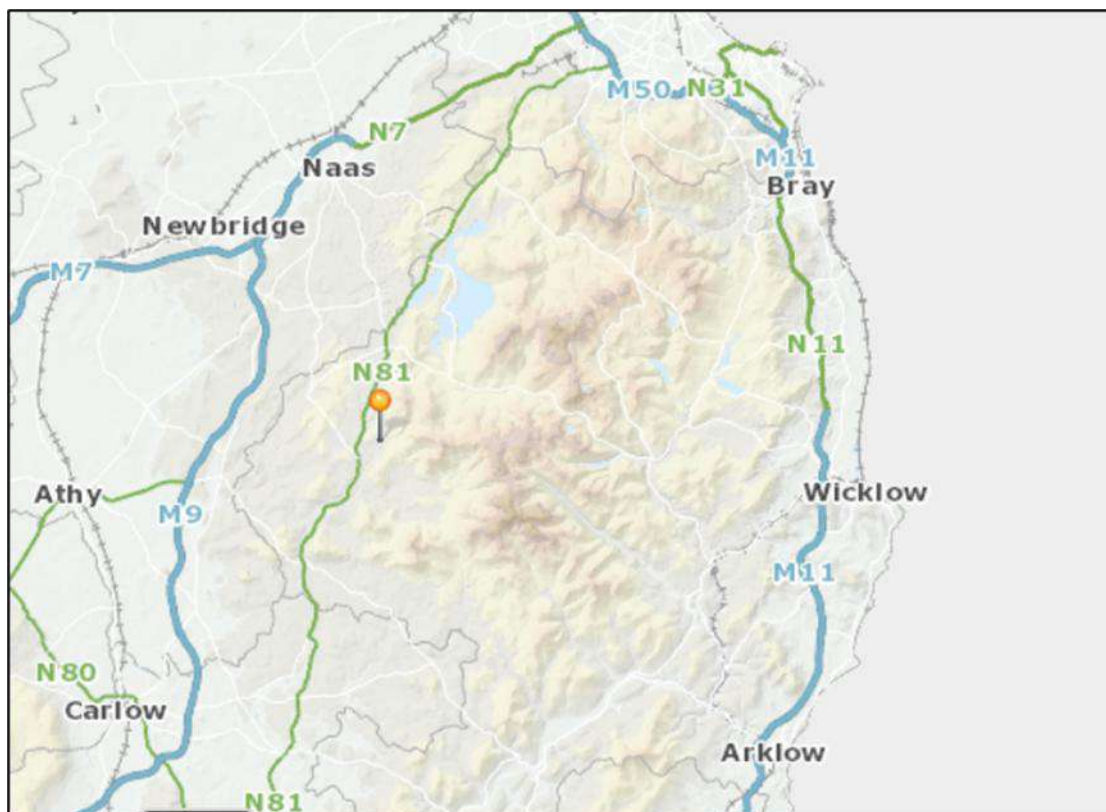 M50
N31
N7
M11
Naas
Bray
Newbridge
M7
N11
N81
Athy
Wicklow
M9
M11
N80
Carlow
Arklow
N81